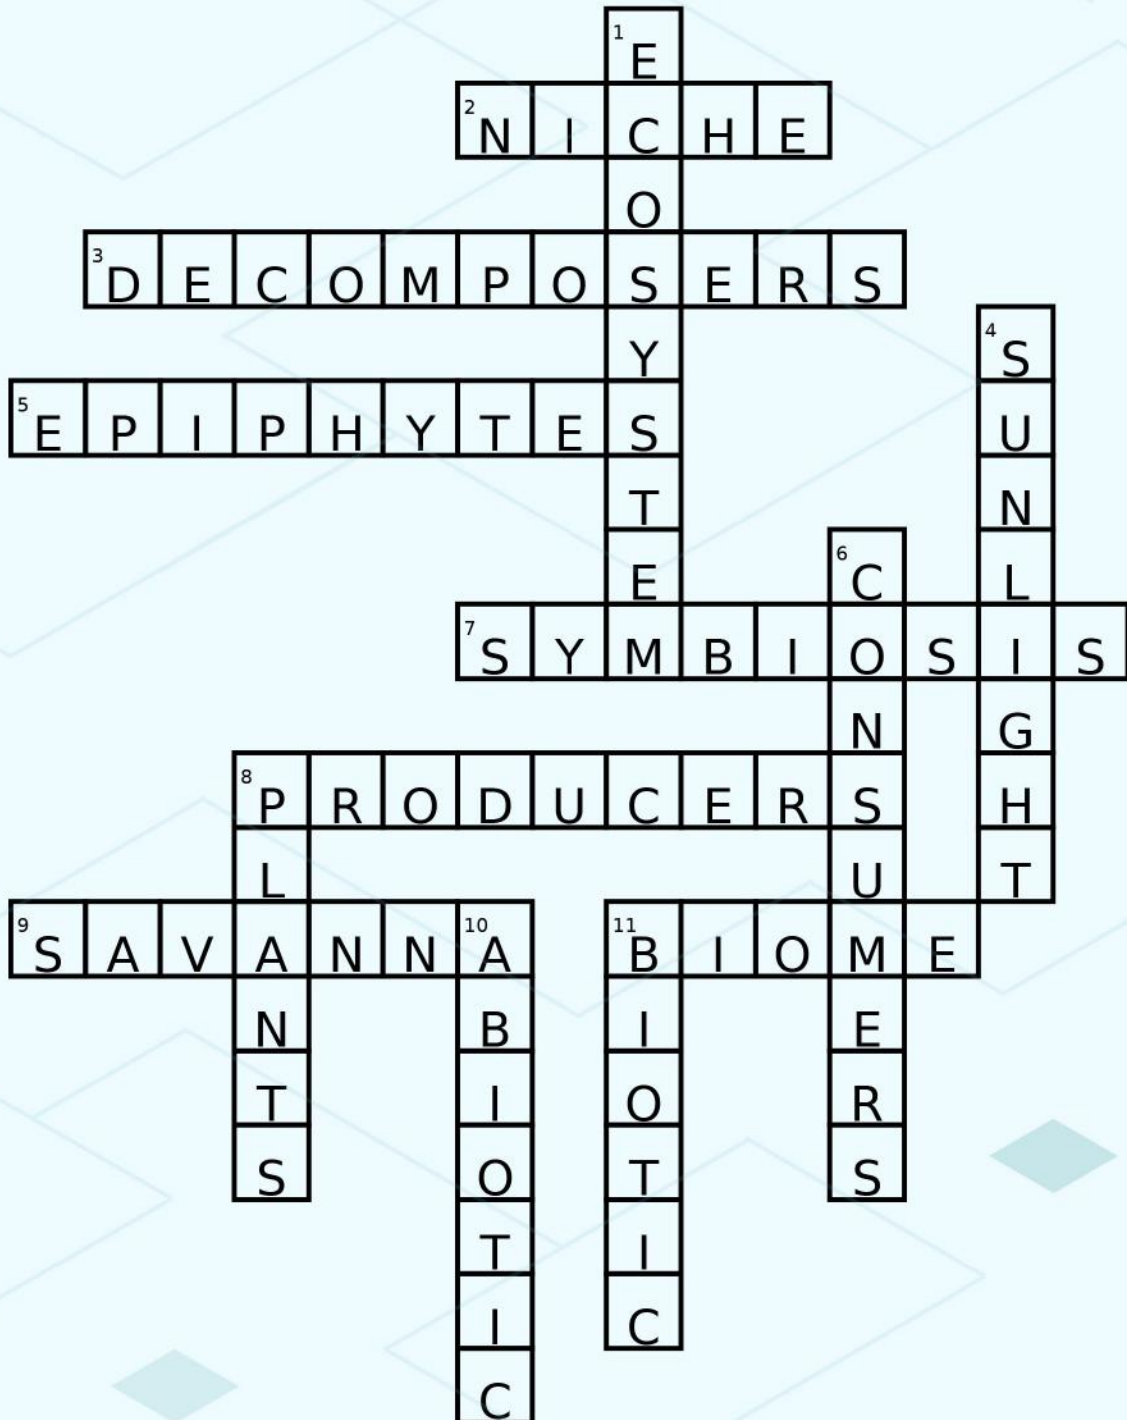 1 E
2 N I C H E
O
3 D E C O M P O S E R S
Y 4 S
5 E P I P H Y T E S U
T N
E 6 C L
7 S Y M B I O S I S
N G
8 P R O D U C E R S H
L U T
9 S A V A N N 10 A 11 B I O M E
N B I E
T I O R
S O T S
T I
I C
C